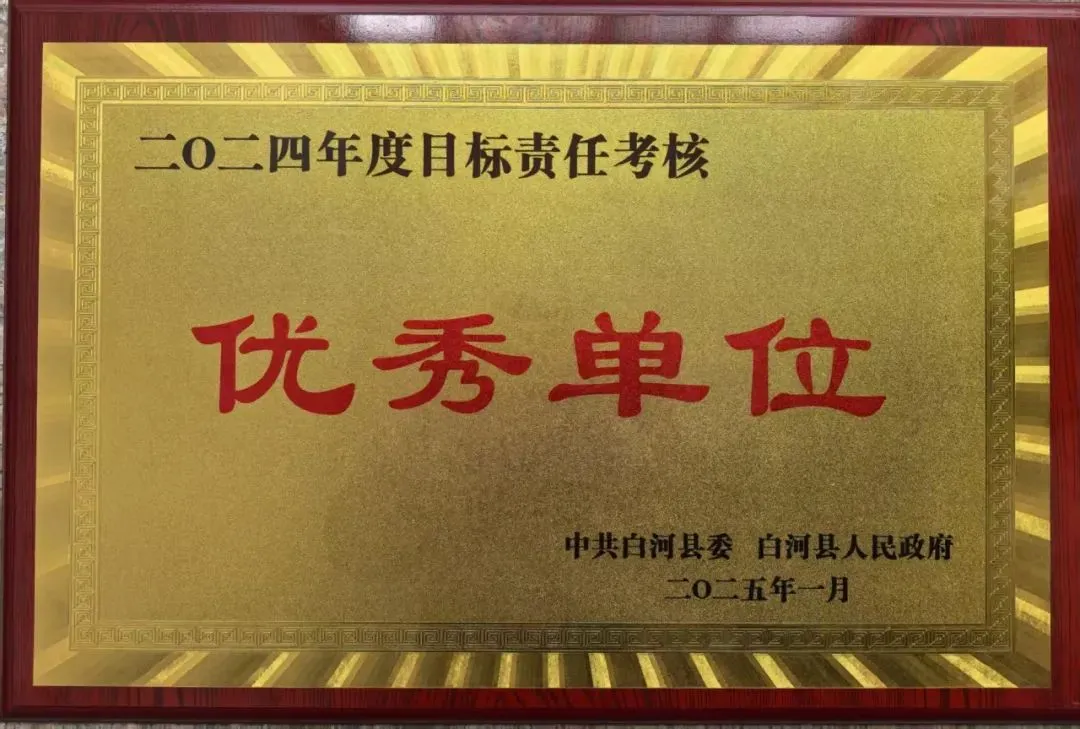 二〇二四年度目标责任考核
优秀单位
中共白河县委 白河县人民政府
二〇二五年一月